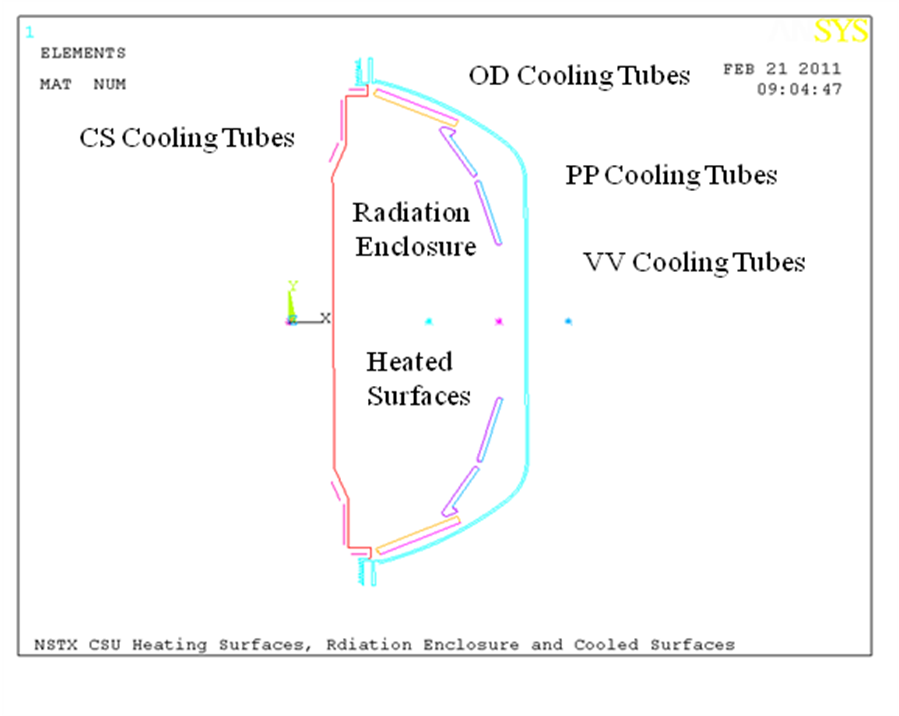 1
ELEMENTS
MAT NUM
ANSYS
FEB 21 2011
09:04:47
OD Cooling Tubes
CS Cooling Tubes
PP Cooling Tubes
Radiation
Enclosure
VV Cooling Tubes
Y
Z
X
Heated
Surfaces
NSTX CSU Heating Surfaces, Rdiation Enclosure and Cooled Surfaces